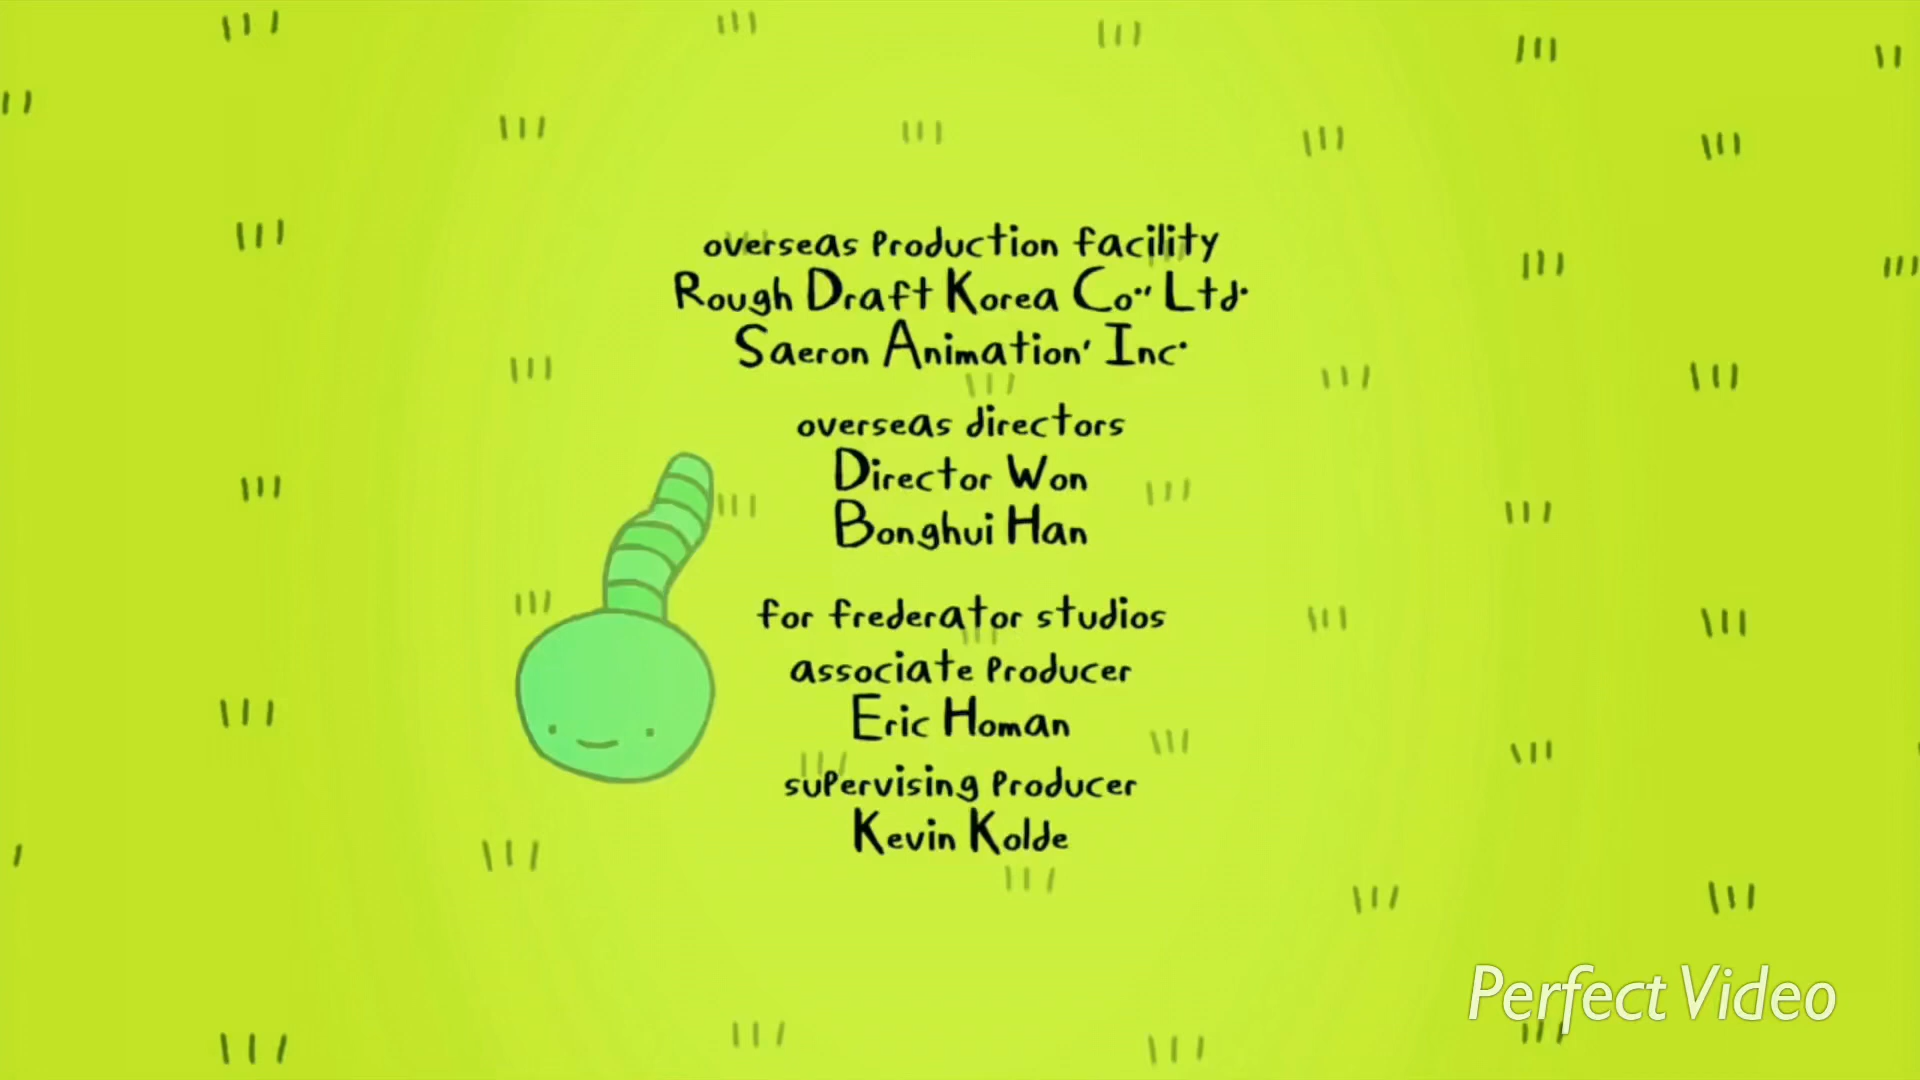 overseas Production facility
Rough Draft Korea Co., Ltd.
Saeron Animation, Inc.
overseas directors
Director Won
Bonghui Han
for frederator studios
associate Producer
Eric Homan
supervising Producer
Kevin Kolde
Perfect Video